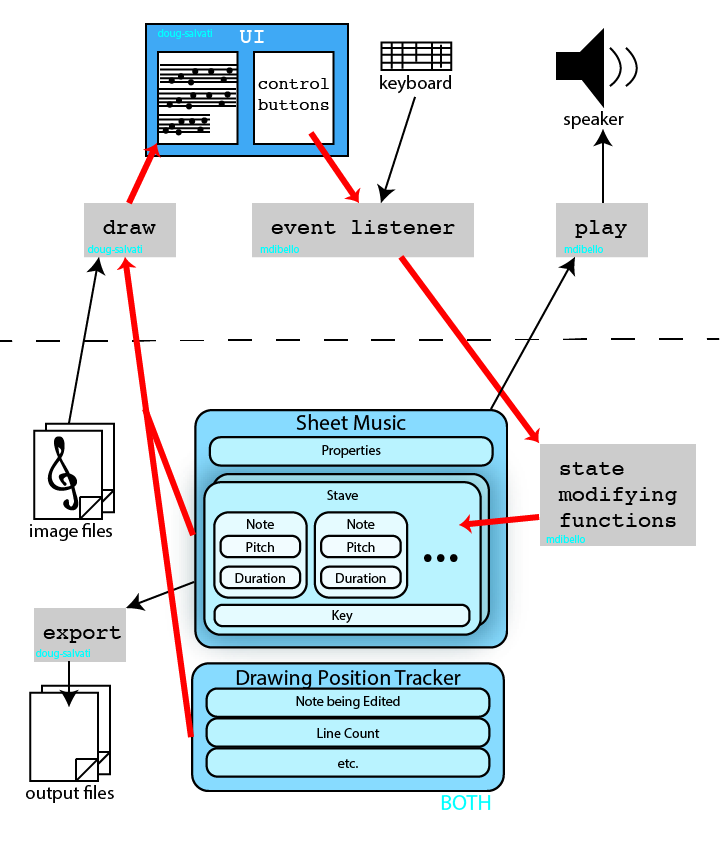 doug-salvati
UI
control
buttons
keyboard
speaker
draw
doug-salvati
event listener
mdibello
play
mdibello
Sheet Music
Properties
Stave
Note
Pitch
Duration
Note
Pitch
Duration
...
Key
state
modifying
functions
mdibello
image files
export
doug-salvati
output files
Drawing Position Tracker
Note being Edited
Line Count
etc.
BOTH